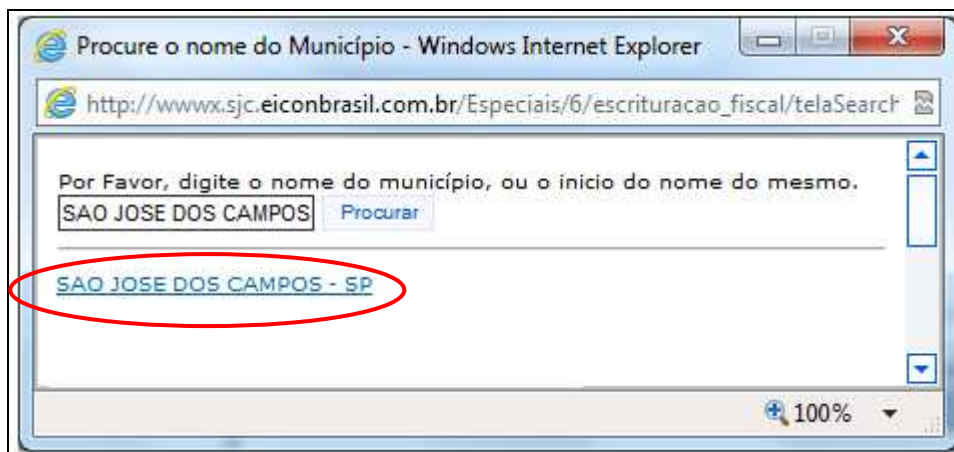 Procure o nome do Município - Windows Internet Explorer
http://wwwx.sjc.eiconbrasil.com.br/Especiais/6/escrituracao_fiscal/telaSearch
Por Favor, digite o nome do município, ou o inicio do nome do mesmo.
SAO JOSE DOS CAMPOS Procurar
SAO JOSE DOS CAMPOS - SP
100%